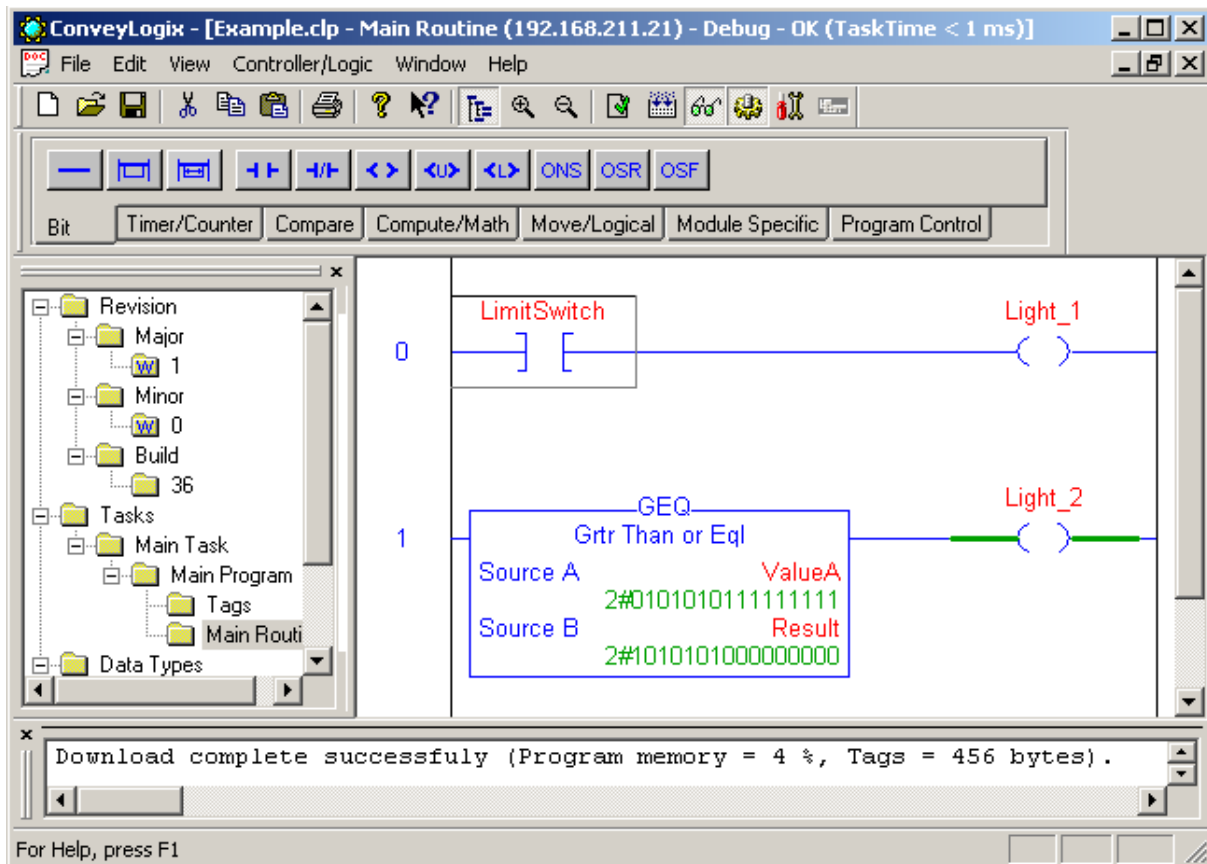 ConveyLogix - [Example.clp - Main Routine (192.168.211.21) - Debug - OK (TaskTime < 1 ms)]
DOC File Edit View Controller/Logic Window Help
<U> <L> ONS OSR OSF
Bit Timer/Counter Compare Compute/Math Move/Logical Module Specific Program Control
Revision
Major
W 1
Minor
W 0
Build
36
Tasks
Main Task
Main Program
Tags
Main Routi
Data Types
LimitSwitch Light_1
0
GEQ
Light_2
1
Grtr Than or Eql
Source A ValueA
2#0101010111111111
Source B Result
2#1010101000000000
Download complete successfuly (Program memory = 4 %, Tags = 456 bytes).
For Help, press F1